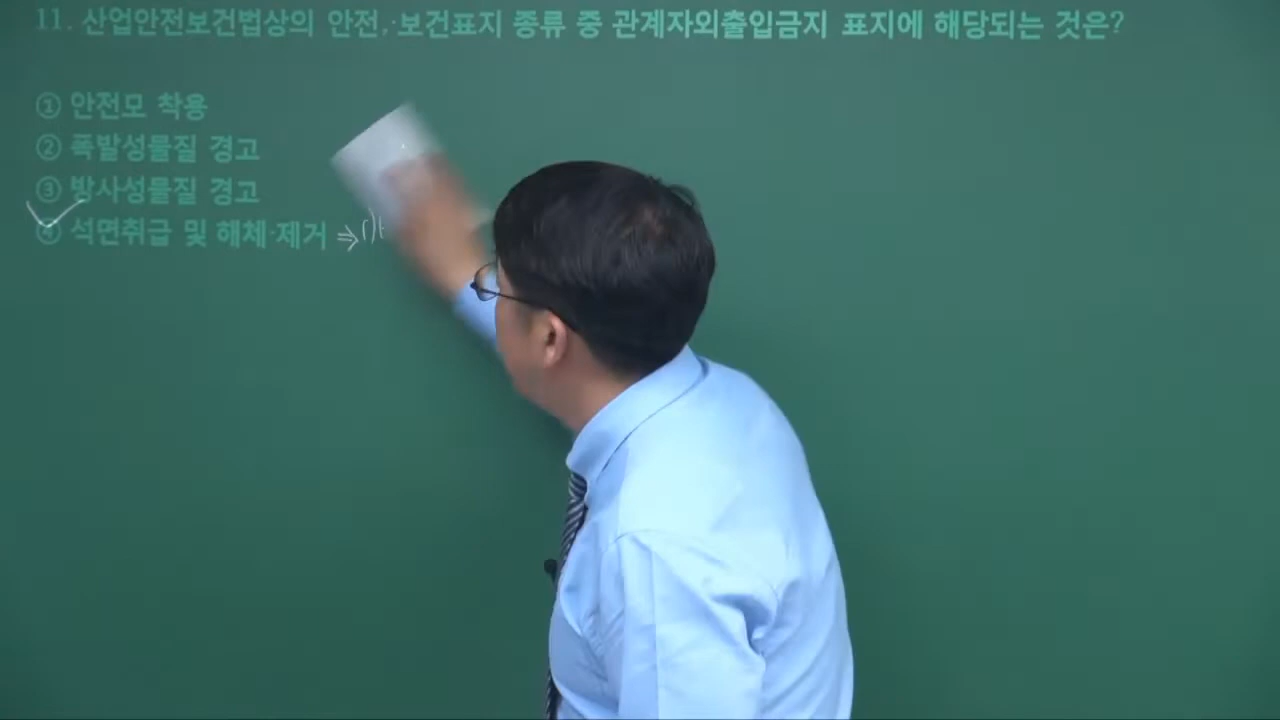 11. 산업안전보건법상의 안전,·보건표지 종류 중 관계자외출입금지 표지에 해당되는 것은?
① 안전모 착용
② 폭발성물질 경고
③ 방사성물질 경고
④ 석면취급 및 해체·제거 ⇒